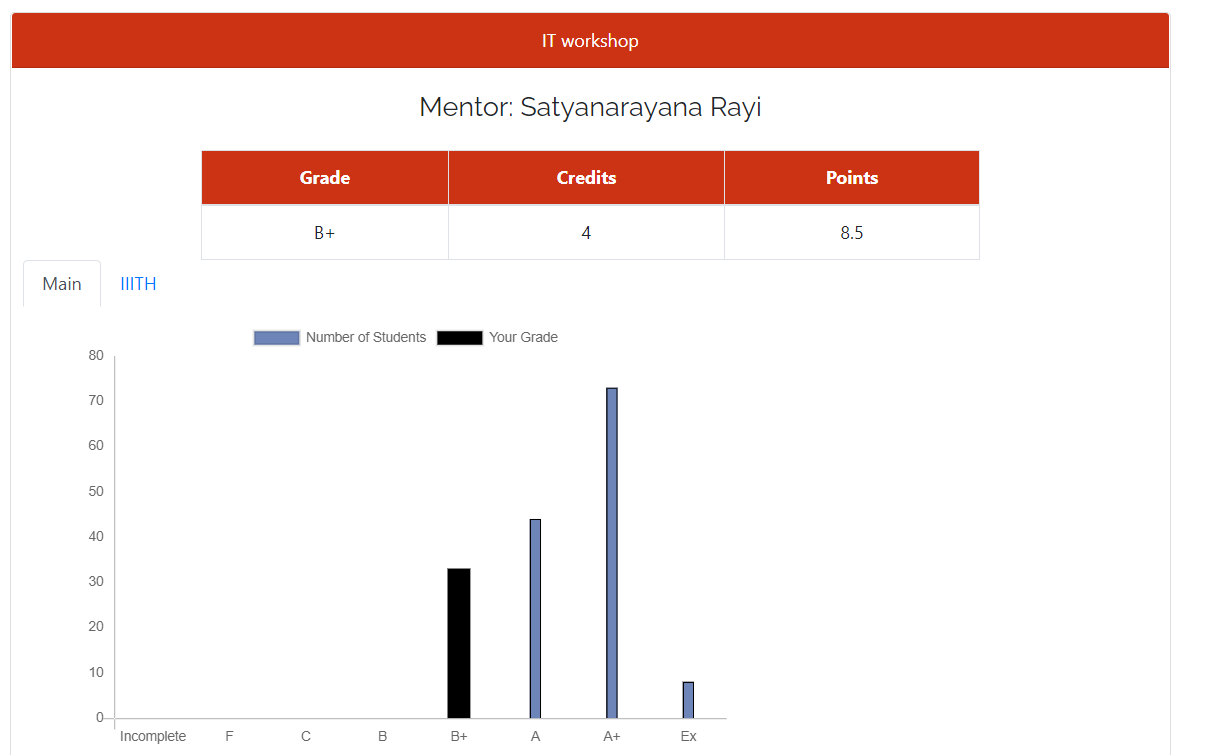 IT workshop
Mentor: Satyanarayana Rayi
Grade Credits Points
B+ 4 8.5
Main IIITH
Number of Students Your Grade
80
70
60
50
40
30
20
10
0
Incomplete F C B B+ A A+ Ex